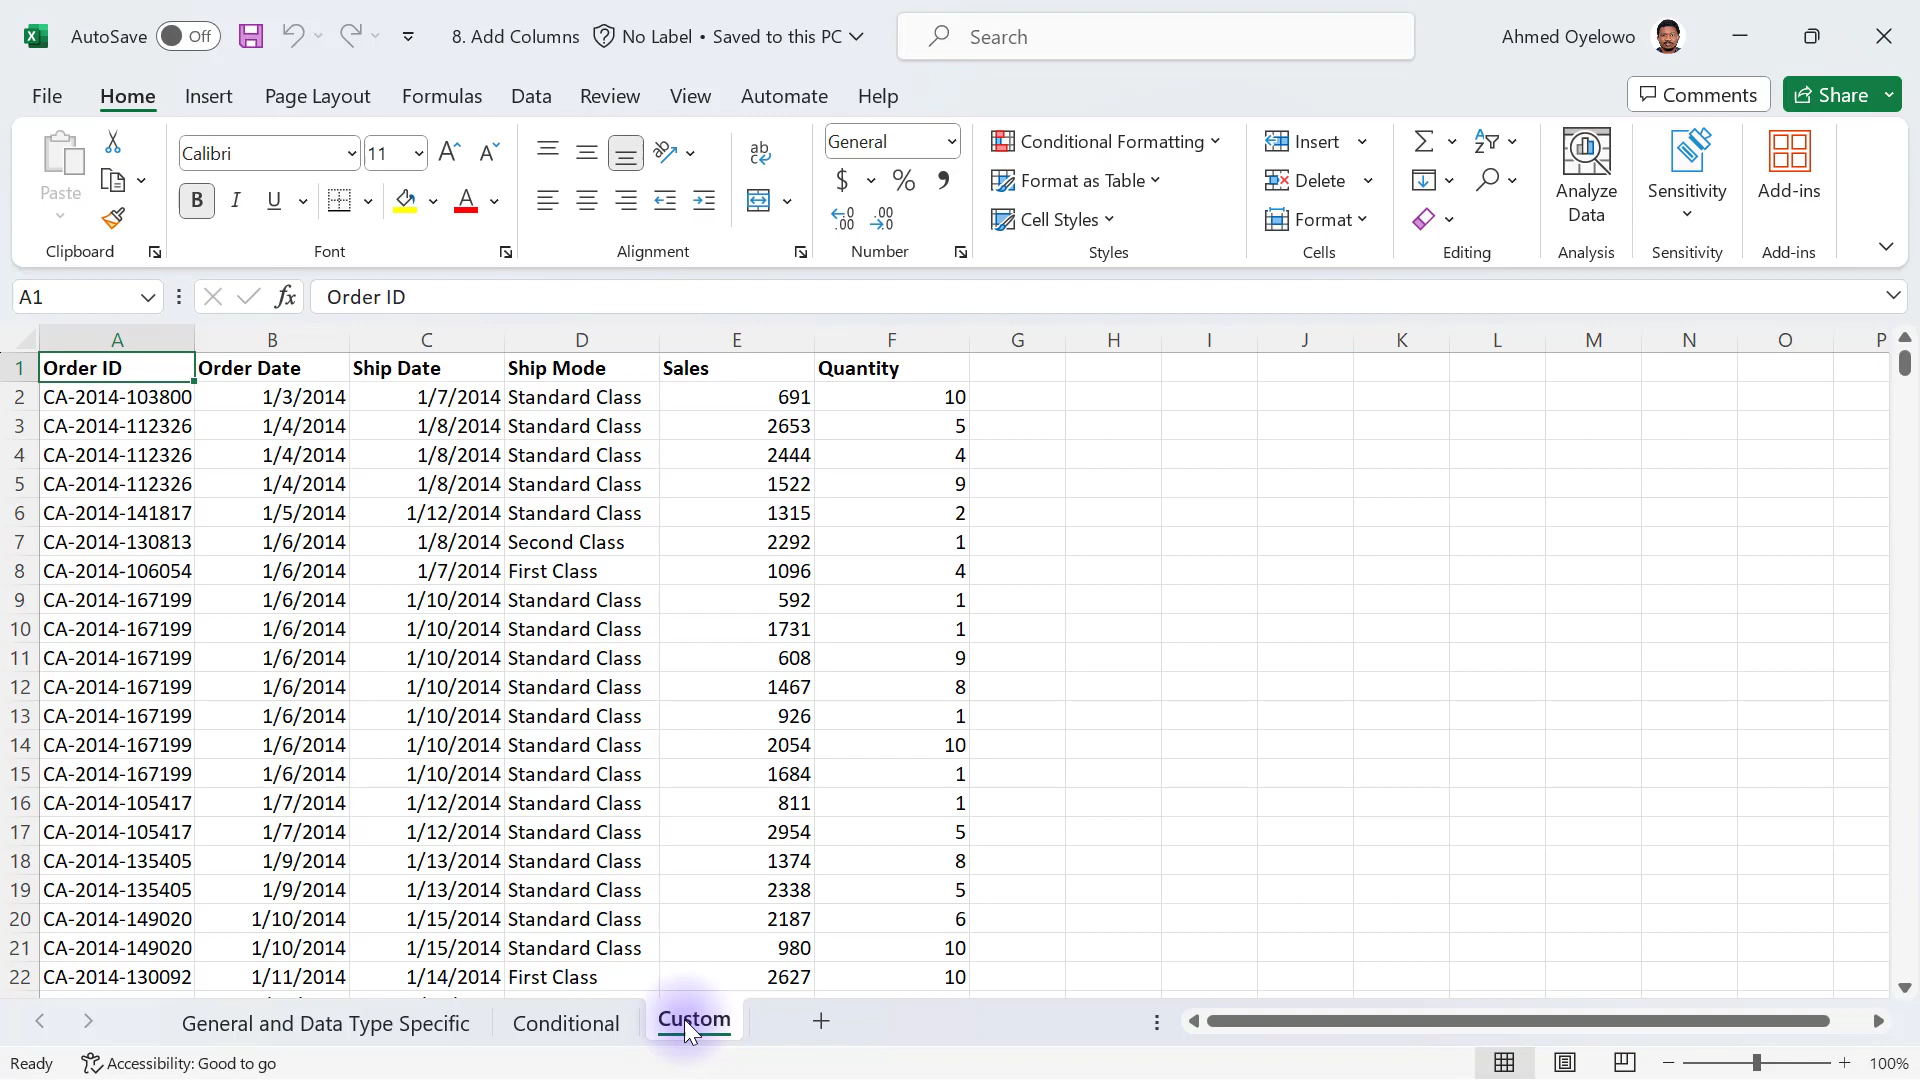 AutoSave Off 8. Add Columns No Label • Saved to this PC Search Ahmed Oyelowo
File Home Insert Page Layout Formulas Data Review View Automate Help Comments Share
Paste Calibri 11 General Conditional Formatting Insert Analyze Data Sensitivity Add-ins
B I U $ % Format as Table Delete
Cell Styles Format
Clipboard Font Alignment Number Styles Cells Editing Analysis Sensitivity Add-ins
A1 fx Order ID
A B C D E F G H I J K L M N O P
1 Order ID Order Date Ship Date Ship Mode Sales Quantity
2 CA-2014-103800 1/3/2014 1/7/2014 Standard Class 691 10
3 CA-2014-112326 1/4/2014 1/8/2014 Standard Class 2653 5
4 CA-2014-112326 1/4/2014 1/8/2014 Standard Class 2444 4
5 CA-2014-112326 1/4/2014 1/8/2014 Standard Class 1522 9
6 CA-2014-141817 1/5/2014 1/12/2014 Standard Class 1315 2
7 CA-2014-130813 1/6/2014 1/8/2014 Second Class 2292 1
8 CA-2014-106054 1/6/2014 1/7/2014 First Class 1096 4
9 CA-2014-167199 1/6/2014 1/10/2014 Standard Class 592 1
10 CA-2014-167199 1/6/2014 1/10/2014 Standard Class 1731 1
11 CA-2014-167199 1/6/2014 1/10/2014 Standard Class 608 9
12 CA-2014-167199 1/6/2014 1/10/2014 Standard Class 1467 8
13 CA-2014-167199 1/6/2014 1/10/2014 Standard Class 926 1
14 CA-2014-167199 1/6/2014 1/10/2014 Standard Class 2054 10
15 CA-2014-167199 1/6/2014 1/10/2014 Standard Class 1684 1
16 CA-2014-105417 1/7/2014 1/12/2014 Standard Class 811 1
17 CA-2014-105417 1/7/2014 1/12/2014 Standard Class 2954 5
18 CA-2014-135405 1/9/2014 1/13/2014 Standard Class 1374 8
19 CA-2014-135405 1/9/2014 1/13/2014 Standard Class 2338 5
20 CA-2014-149020 1/10/2014 1/15/2014 Standard Class 2187 6
21 CA-2014-149020 1/10/2014 1/15/2014 Standard Class 980 10
22 CA-2014-130092 1/11/2014 1/14/2014 First Class 2627 10
General and Data Type Specific Conditional Custom
Ready Accessibility: Good to go 100%